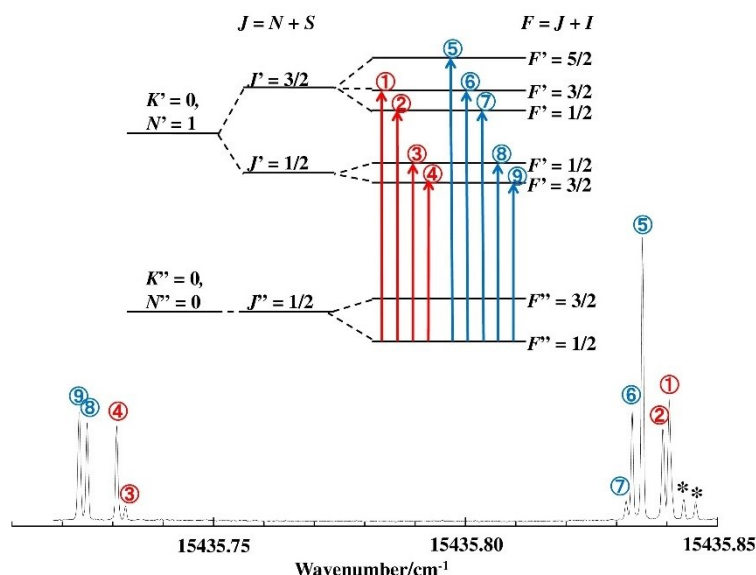 J = N + S
F = J + I
⑤
F' = 5/2
①
J' = 3/2
⑥
F' = 3/2
K' = 0,
N' = 1
②
⑦
F' = 1/2
③
⑧
F' = 1/2
J' = 1/2
④
⑨
F' = 3/2
K" = 0,
N" = 0
J" = 1/2
F" = 3/2
F" = 1/2
⑤
⑨
⑧
④
③
⑦
⑥
②
①
*
*
15435.75
15435.80
15435.85
Wavenumber/cm⁻¹